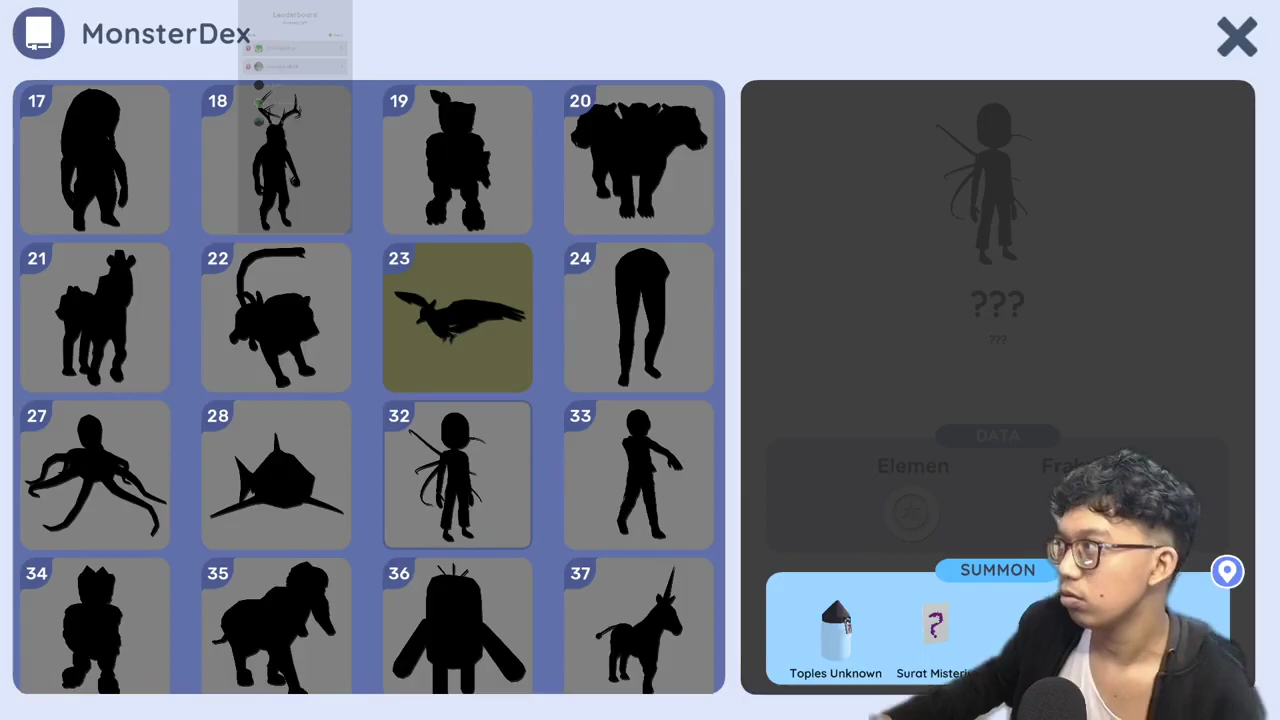 MonsterDex
Leaderboard
17
18
19
20
21
22
23
24
27
28
32
33
34
35
36
37
???
???
DATA
Elemen
SUMMON
Toples Unknown
Surat